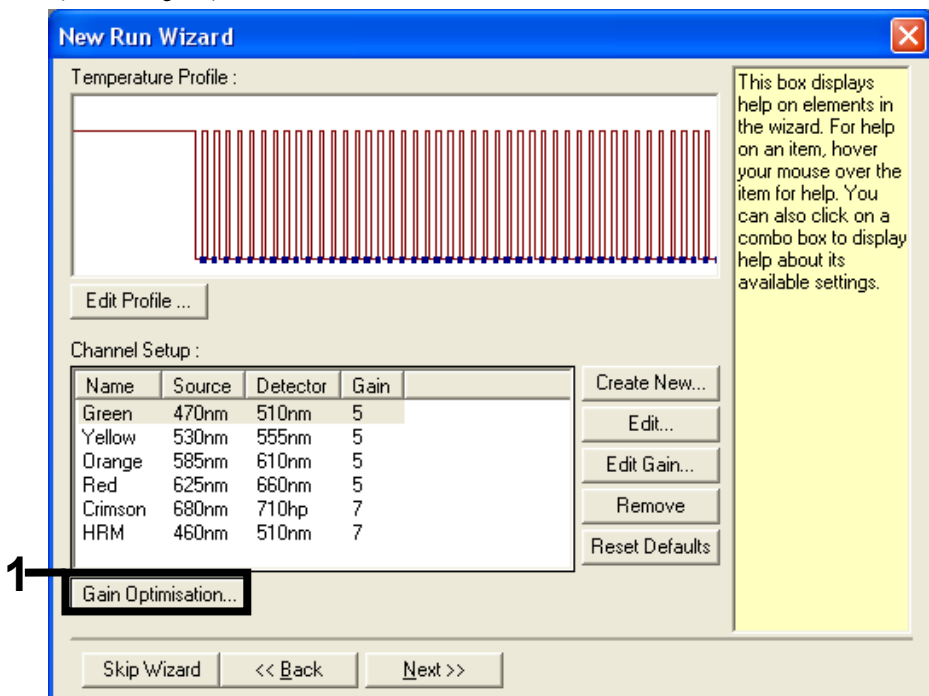 New Run Wizard
Temperature Profile :
This box displays
help on elements in
the wizard. For help
on an item, hover
your mouse over the
item for help. You
can also click on a
combo box to display
help about its
available settings.
Edit Profile ...
Channel Setup :
Name Source Detector Gain
Green 470nm 510nm 5
Yellow 530nm 555nm 5
Orange 585nm 610nm 5
Red 625nm 660nm 5
Crimson 680nm 710hp 7
HRM 460nm 510nm 7
Create New...
Edit...
Edit Gain...
Remove
Reset Defaults
1
Gain Optimisation...
Skip Wizard
<< Back
Next >>